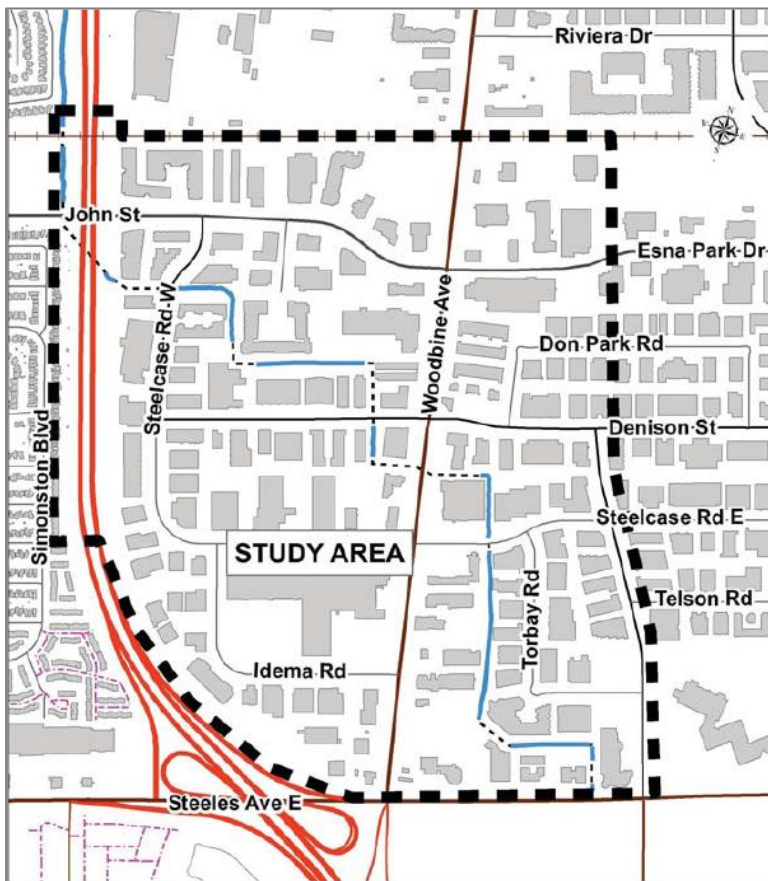 Riviera Dr
N
W
E
S
John St
Esna Park Dr
Steelcase Rd W
Woodbine Ave
Don Park Rd
Denison St
Simonston Blvd
Steelcase Rd E
STUDY AREA
Torbay Rd
Telson Rd
Idema Rd
Steeles Ave E